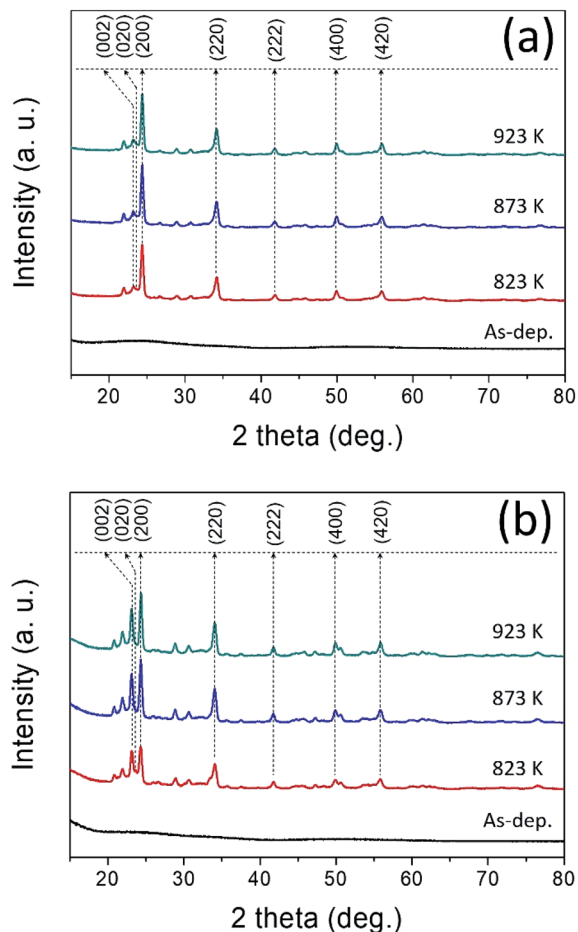 (002)
(020)
(200)
(220)
(222)
(400)
(420)
(a)
Intensity (a. u.)
923 K
873 K
823 K
As-dep.
20 30 40 50 60 70 80
2 theta (deg.)
(002)
(020)
(200)
(220)
(222)
(400)
(420)
(b)
Intensity (a. u.)
923 K
873 K
823 K
As-dep.
20 30 40 50 60 70 80
2 theta (deg.)